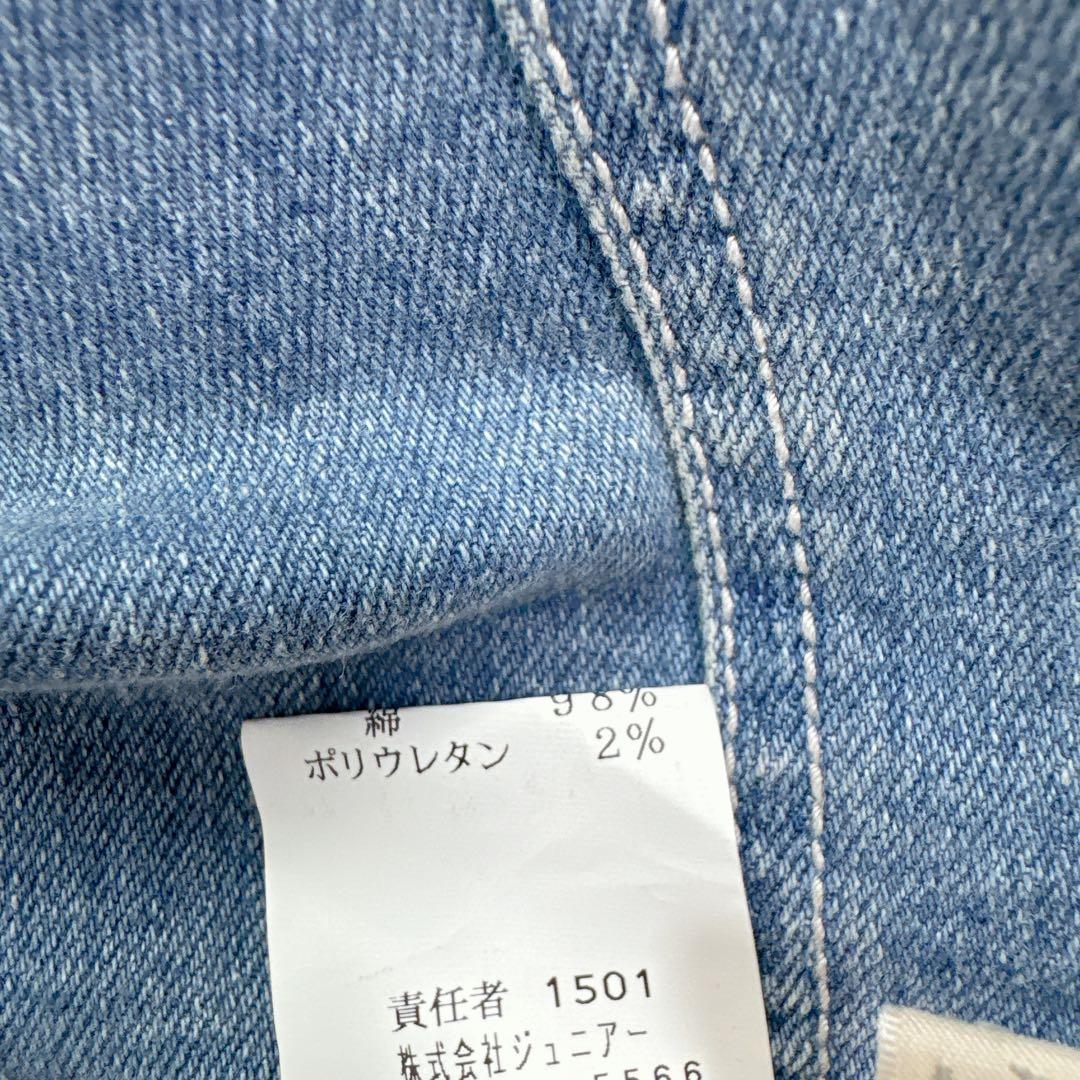 綿 98%
ポリウレタン 2%
責任者 1501
株式会社ジュニアー
5566